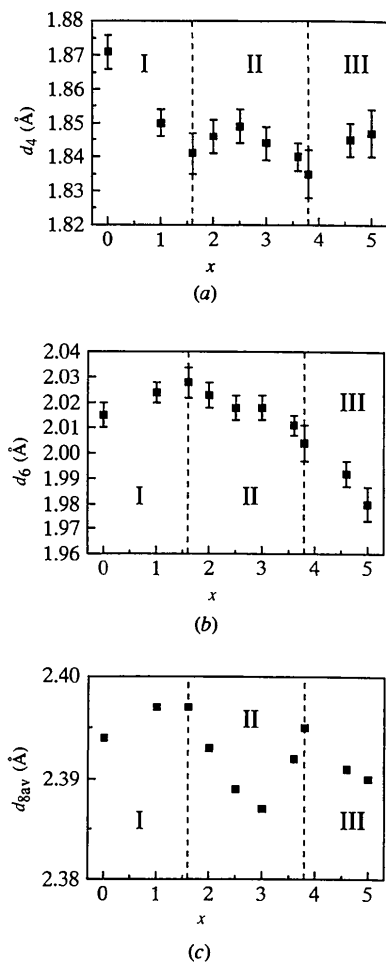 1.87
1.86
1.85
1.84
1.83
1.82
d4 (Å)
I
II
III
0 1 2 3 4 5
x
(a)
2.04
2.03
2.02
2.01
2.00
1.99
1.98
1.97
1.96
d6 (Å)
III
I
II
0 1 2 3 4 5
x
(b)
2.40
2.39
2.38
d8av (Å)
II
I
III
0 1 2 3 4 5
x
(c)